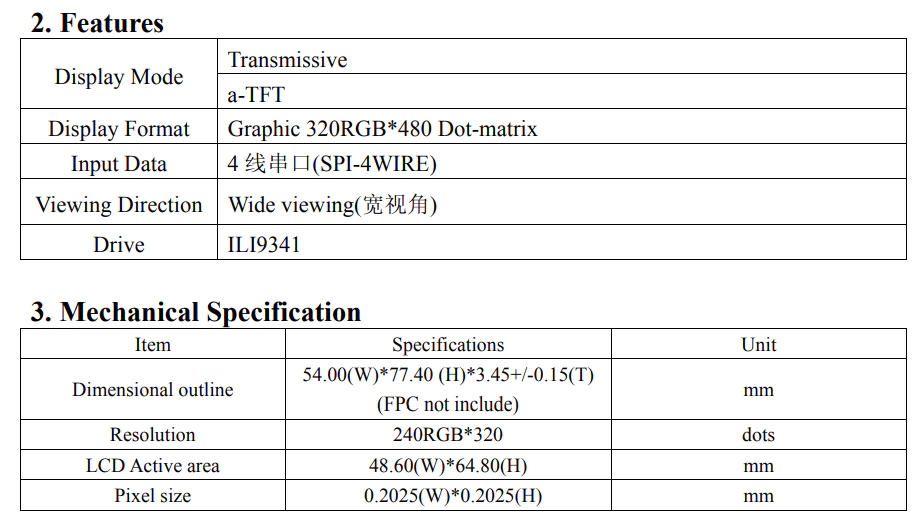 2. Features
Display Mode
Transmissive
a-TFT
Display Format Graphic 320RGB*480 Dot-matrix
Input Data 4 线串口(SPI-4WIRE)
Viewing Direction Wide viewing(宽视角)
Drive ILI9341
3. Mechanical Specification
Item Specifications Unit
Dimensional outline 54.00(W)*77.40 (H)*3.45+/-0.15(T) mm
(FPC not include)
Resolution 240RGB*320 dots
LCD Active area 48.60(W)*64.80(H) mm
Pixel size 0.2025(W)*0.2025(H) mm